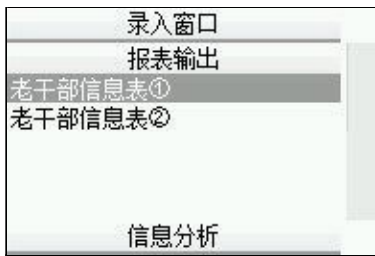 录入窗口
报表输出
老干部信息表①
老干部信息表②
信息分析